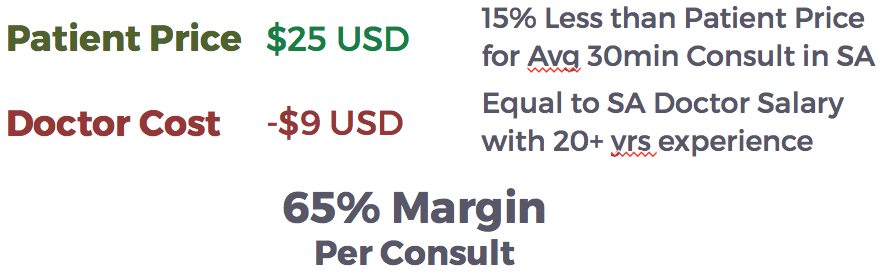 Patient Price $25 USD 15% Less than Patient Price
for Avg 30min Consult in SA
Doctor Cost -$9 USD Equal to SA Doctor Salary
with 20+ yrs experience
65% Margin
Per Consult